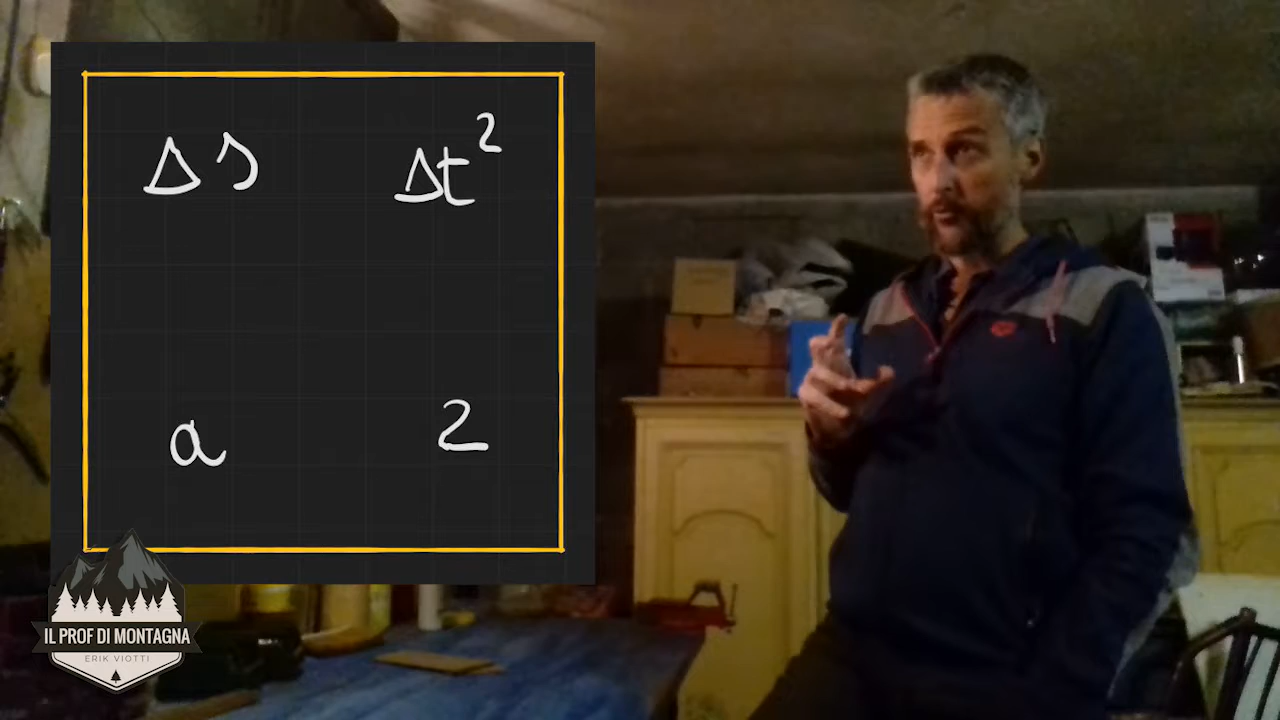 Δs Δt²
a 2
IL PROF DI MONTAGNA
ERIK VIOTTI